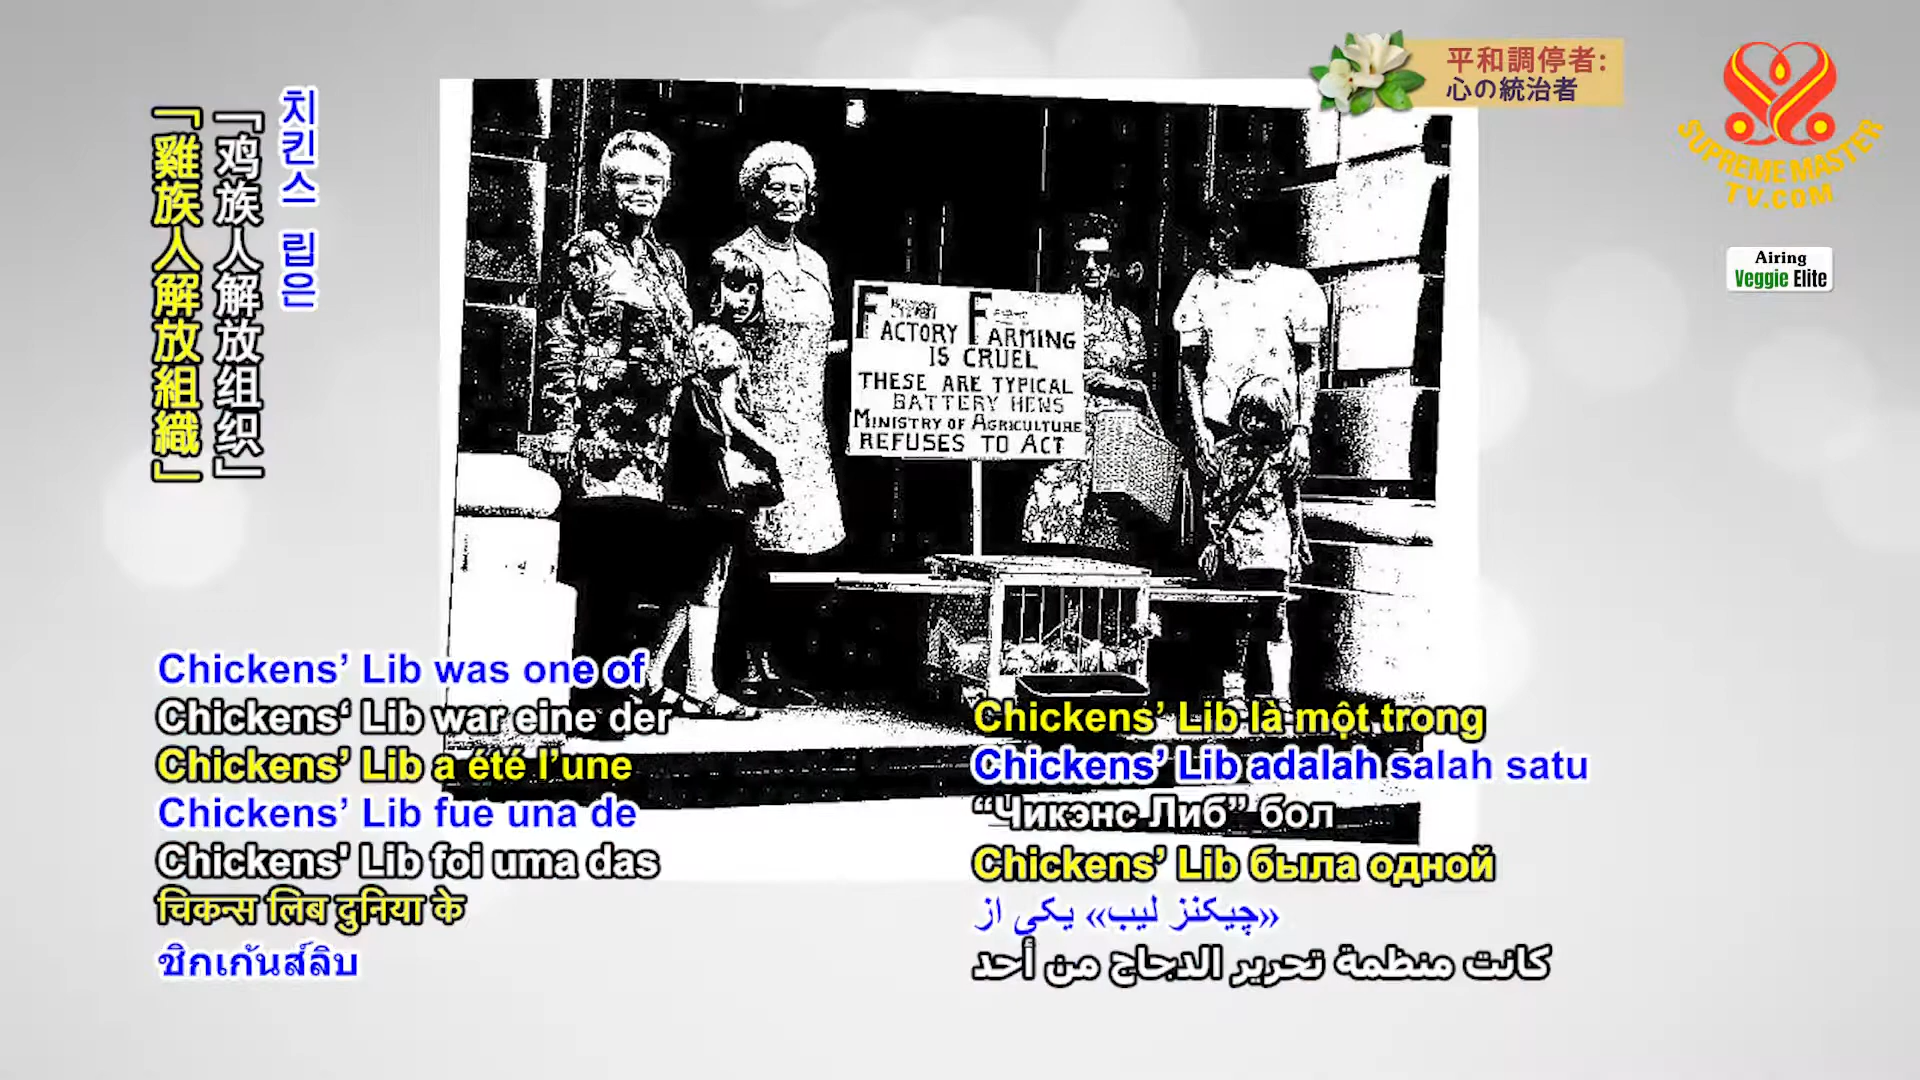 平和調停者:
心の統治者
SUPREME MASTER
TV.COM
Airing
Veggie Elite
치킨스 립은
「鸡族人解放组织」
「雞族人解放組織」
FACTORY FARMING
IS CRUEL
THESE ARE TYPICAL
BATTERY HENS
MINISTRY OF AGRICULTURE
REFUSES TO ACT
Chickens’ Lib was one of
Chickens‘ Lib war eine der
Chickens’ Lib a été l’une
Chickens’ Lib fue una de
Chickens' Lib foi uma das
चिकन्स लिब दुनिया के
ชิกเก้นส์ลิบ
Chickens’ Lib là một trong
Chickens’ Lib adalah salah satu
“Чикэнс Либ” бол
Chickens’ Lib была одной
«چیکنز لیب» یکی از
كانت منظمة تحرير الدجاج من أحد